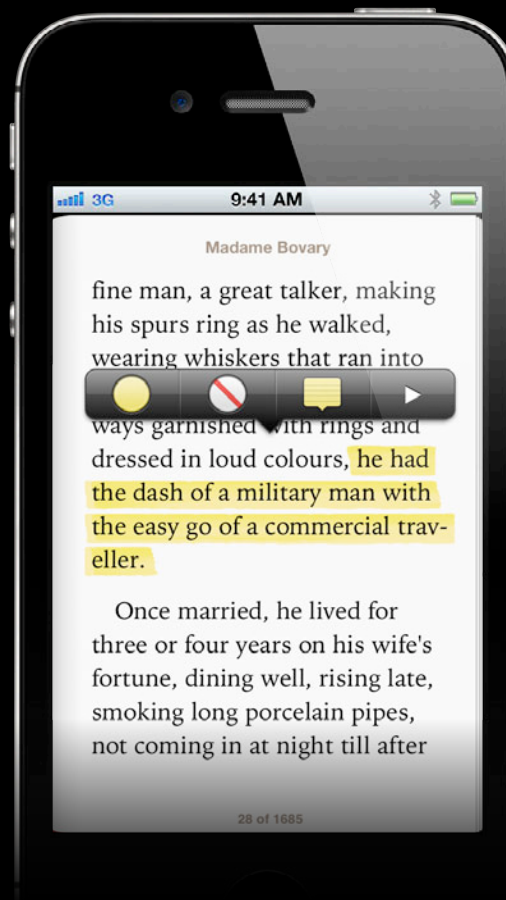 3G 9:41 AM
Madame Bovary
fine man, a great talker, making
his spurs ring as he walked,
wearing whiskers that ran into
ways garnished with rings and
dressed in loud colours, he had
the dash of a military man with
the easy go of a commercial trav-
eller.
Once married, he lived for
three or four years on his wife's
fortune, dining well, rising late,
smoking long porcelain pipes,
not coming in at night till after
28 of 1685